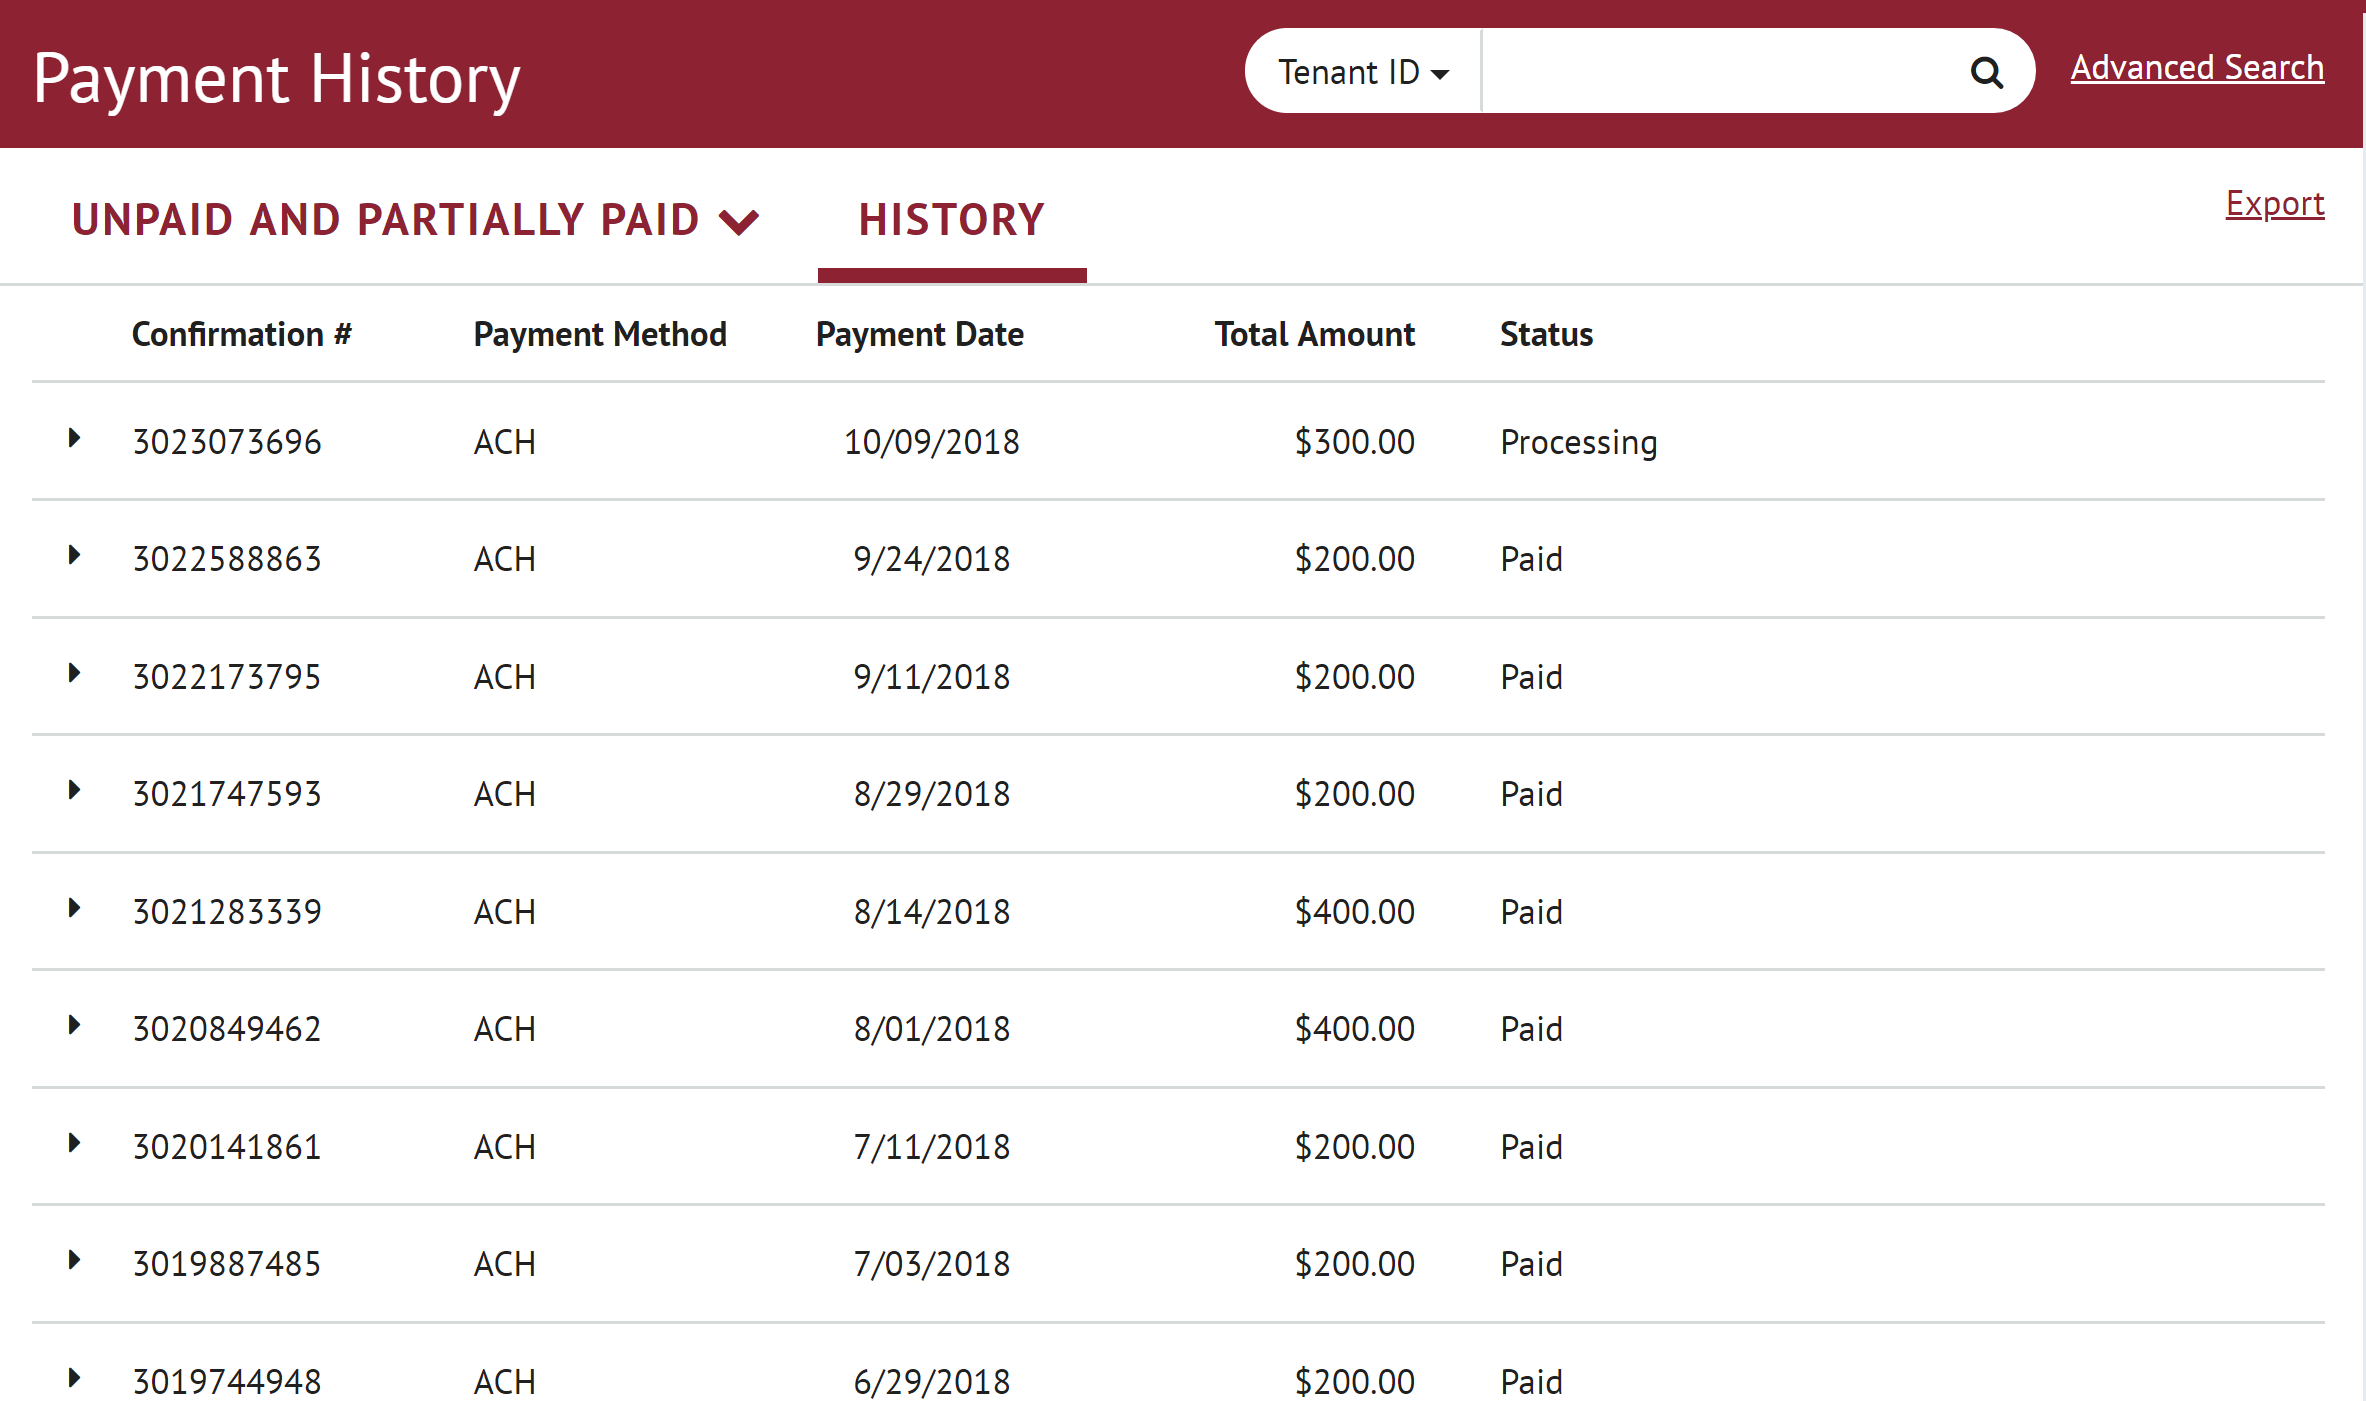 Payment History
Tenant ID
Advanced Search
UNPAID AND PARTIALLY PAID
HISTORY
Export
Confirmation # Payment Method Payment Date Total Amount Status
3023073696 ACH 10/09/2018 $300.00 Processing
3022588863 ACH 9/24/2018 $200.00 Paid
3022173795 ACH 9/11/2018 $200.00 Paid
3021747593 ACH 8/29/2018 $200.00 Paid
3021283339 ACH 8/14/2018 $400.00 Paid
3020849462 ACH 8/01/2018 $400.00 Paid
3020141861 ACH 7/11/2018 $200.00 Paid
3019887485 ACH 7/03/2018 $200.00 Paid
3019744948 ACH 6/29/2018 $200.00 Paid